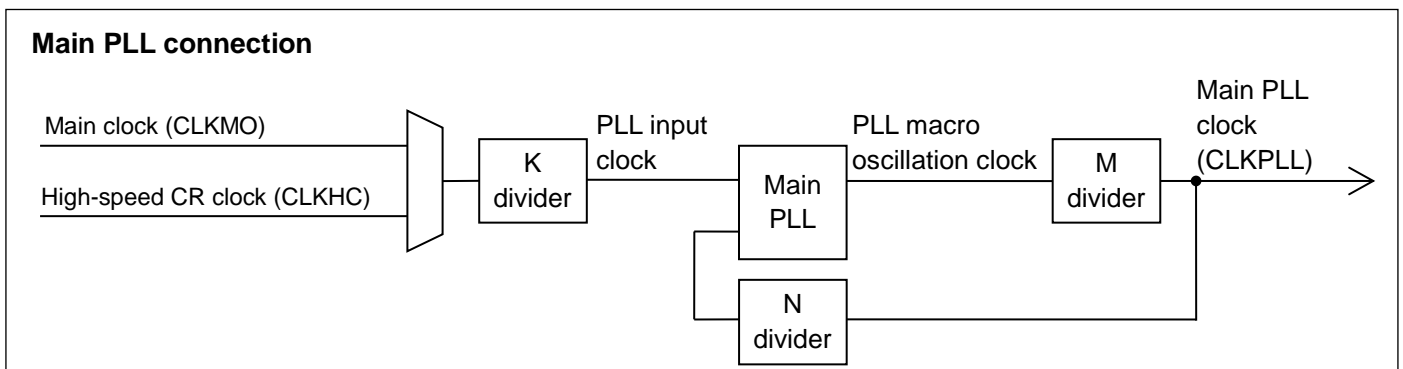 Main PLL connection
Main clock (CLKMO)
High-speed CR clock (CLKHC)
K
divider
PLL input
clock
Main
PLL
N
divider
PLL macro
oscillation clock
M
divider
Main PLL
clock
(CLKPLL)